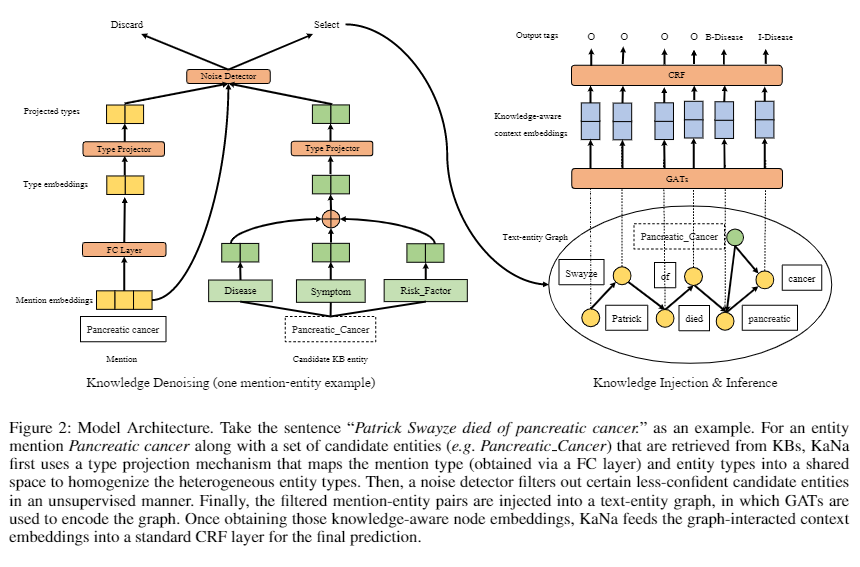 Discard
Select
Noise Detector
Projected types
Type Projector
Type Projector
Type embeddings
FC Layer
Mention embeddings
Disease
Symptom
Risk_Factor
Pancreatic cancer
Pancreatic_Cancer
Mention
Candidate KB entity
Knowledge Denoising (one mention-entity example)
Output tags
O
O
O
O
B-Disease
I-Disease
CRF
Knowledge-aware
context embeddings
GATs
Text-entity Graph
Pancreatic_Cancer
Swayze
of
cancer
Patrick
died
pancreatic
Knowledge Injection & Inference
Figure 2: Model Architecture. Take the sentence “Patrick Swayze died of pancreatic cancer.” as an example. For an entity
mention Pancreatic cancer along with a set of candidate entities (e.g. Pancreatic_Cancer) that are retrieved from KBs, KaNa
first uses a type projection mechanism that maps the mention type (obtained via a FC layer) and entity types into a shared
space to homogenize the heterogeneous entity types. Then, a noise detector filters out certain less-confident candidate entities
in an unsupervised manner. Finally, the filtered mention-entity pairs are injected into a text-entity graph, in which GATs are
used to encode the graph. Once obtaining those knowledge-aware node embeddings, KaNa feeds the graph-interacted context
embeddings into a standard CRF layer for the final prediction.